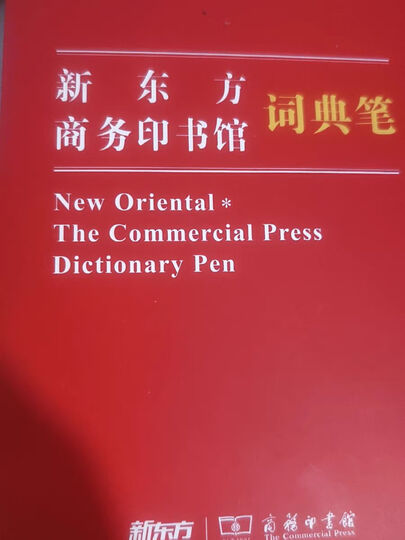 新东方
商务印书馆
词典笔
New Oriental *
The Commercial Press
Dictionary Pen
新东方
商務印書館
The Commercial Press